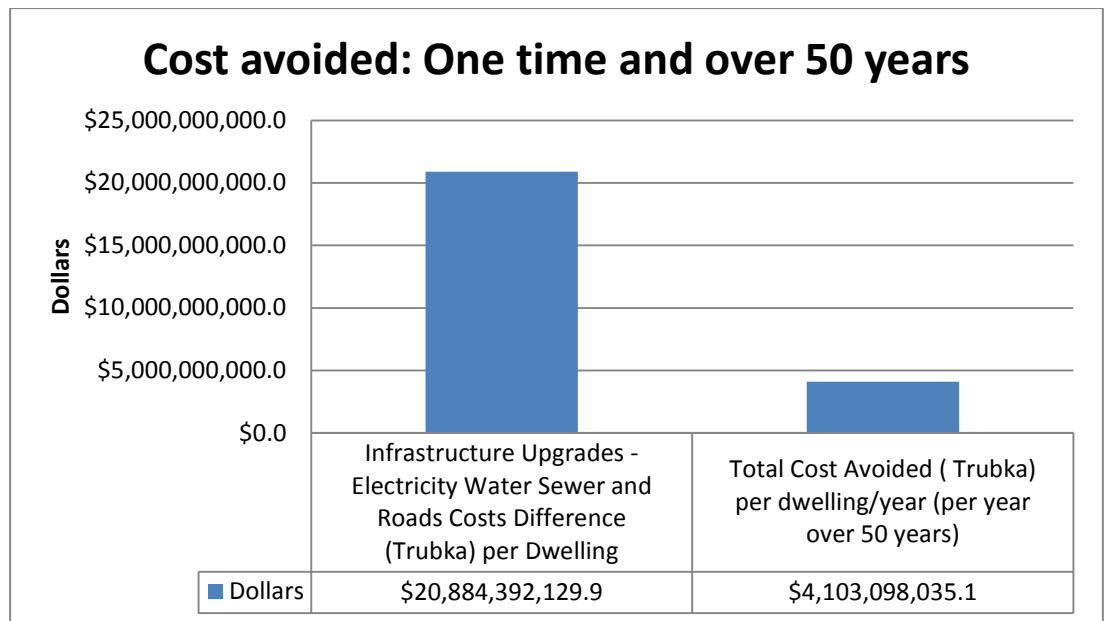 Cost avoided: One time and over 50 years
$25,000,000,000.0
$20,000,000,000.0
$15,000,000,000.0
$10,000,000,000.0
$5,000,000,000.0
$0.0
Dollars
Infrastructure Upgrades -
Electricity Water Sewer and
Roads Costs Difference
(Trubka) per Dwelling
Total Cost Avoided ( Trubka)
per dwelling/year (per year
over 50 years)
Dollars
$20,884,392,129.9
$4,103,098,035.1